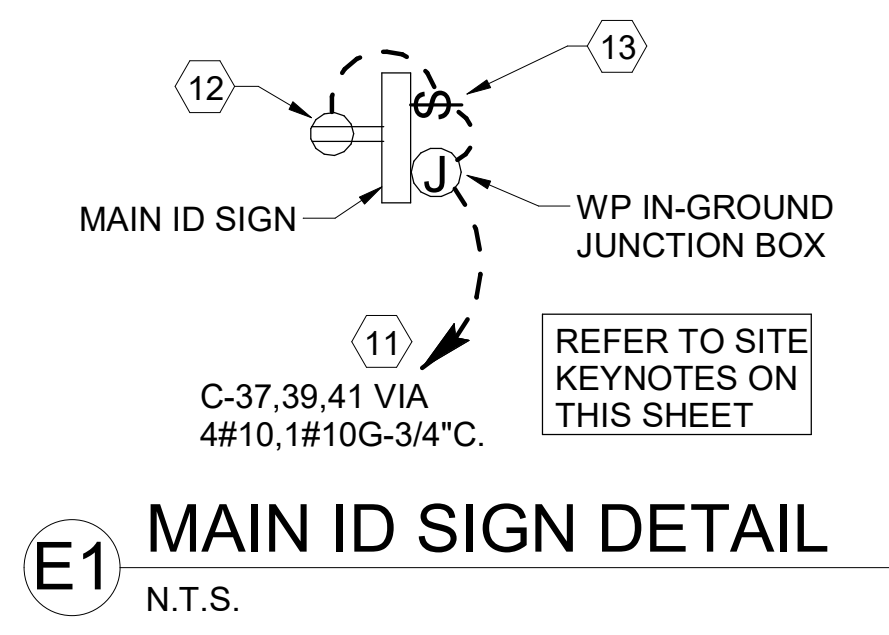 12
13
$
J
MAIN ID SIGN
WP IN-GROUND
JUNCTION BOX
11
C-37,39,41 VIA
4#10,1#10G-3/4"C.
REFER TO SITE
KEYNOTES ON
THIS SHEET
E1
MAIN ID SIGN DETAIL
N.T.S.